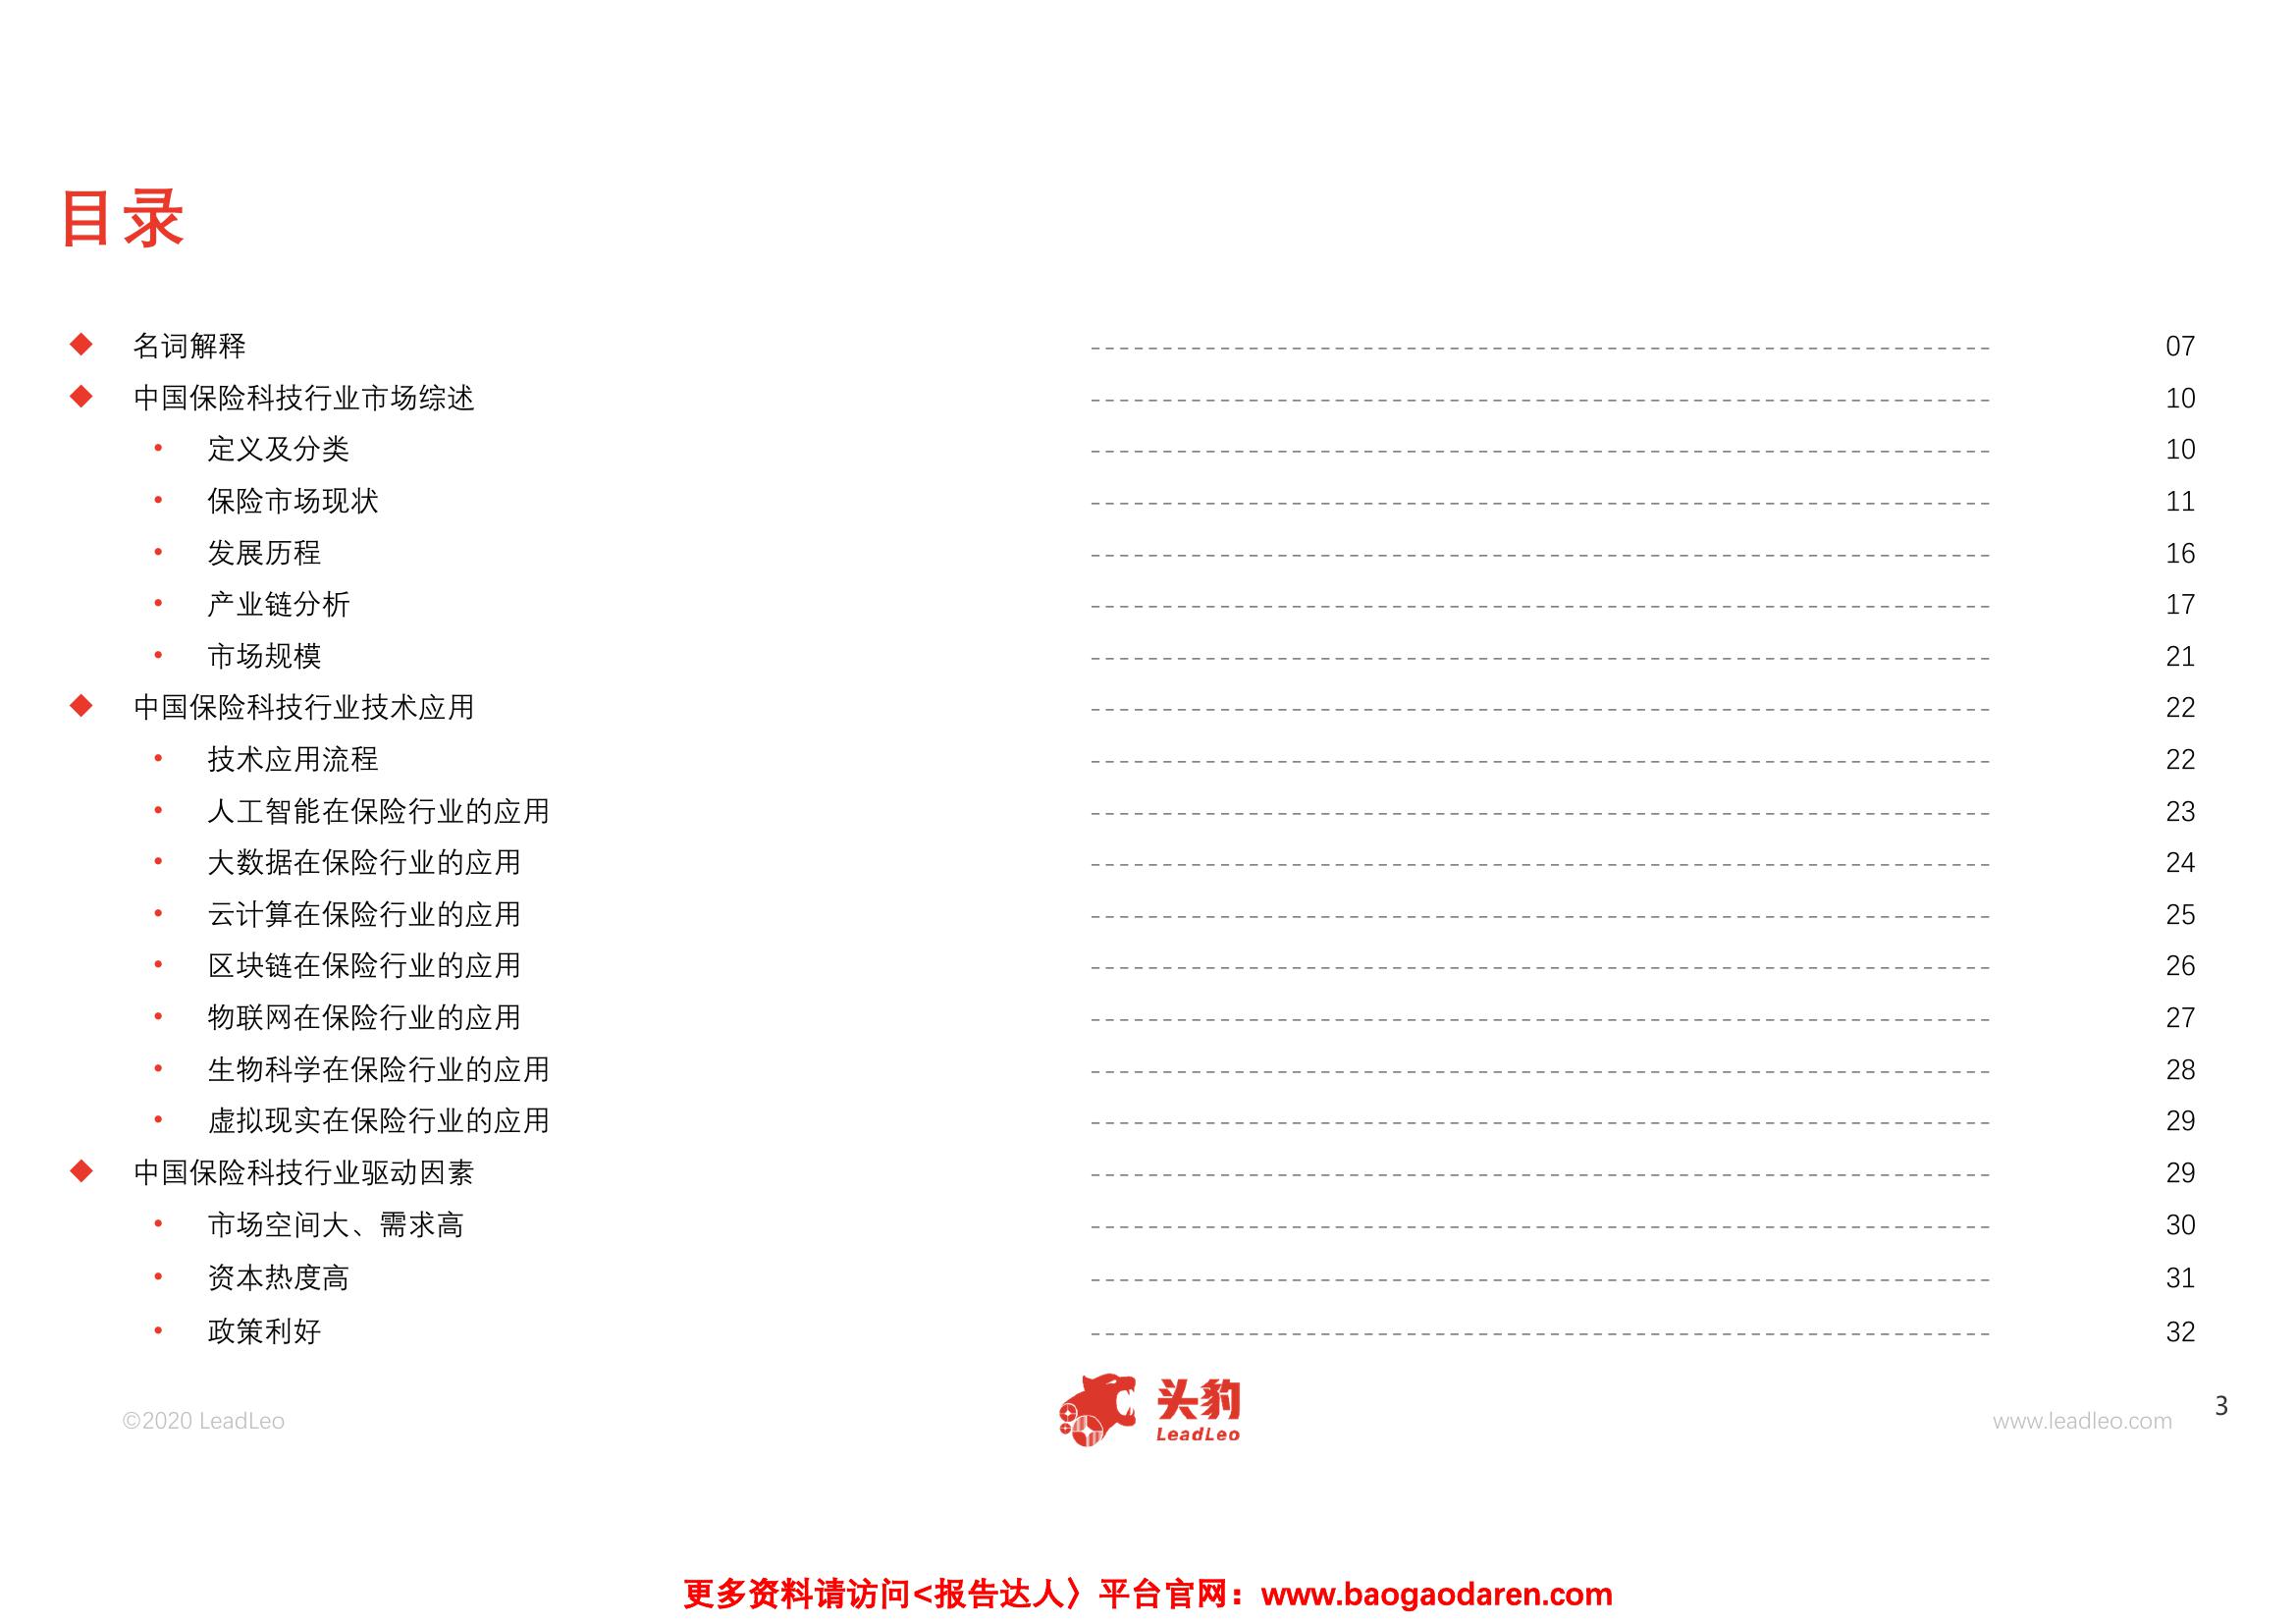 目录
◆ 名词解释 -------------------------------- 07
◆ 中国保险科技行业市场综述 -------------------------------- 10
• 定义及分类 -------------------------------- 10
• 保险市场现状 -------------------------------- 11
• 发展历程 -------------------------------- 16
• 产业链分析 -------------------------------- 17
• 市场规模 -------------------------------- 21
◆ 中国保险科技行业技术应用 -------------------------------- 22
• 技术应用流程 -------------------------------- 22
• 人工智能在保险行业的应用 -------------------------------- 23
• 大数据在保险行业的应用 -------------------------------- 24
• 云计算在保险行业的应用 -------------------------------- 25
• 区块链在保险行业的应用 -------------------------------- 26
• 物联网在保险行业的应用 -------------------------------- 27
• 生物科学在保险行业的应用 -------------------------------- 28
• 虚拟现实在保险行业的应用 -------------------------------- 29
◆ 中国保险科技行业驱动因素 -------------------------------- 29
• 市场空间大、需求高 -------------------------------- 30
• 资本热度高 -------------------------------- 31
• 政策利好 -------------------------------- 32
©2020 LeadLeo
头豹
LeadLeo
www.leadleo.com
3
更多资料请访问<报告达人〉平台官网：www.baogaodaren.com